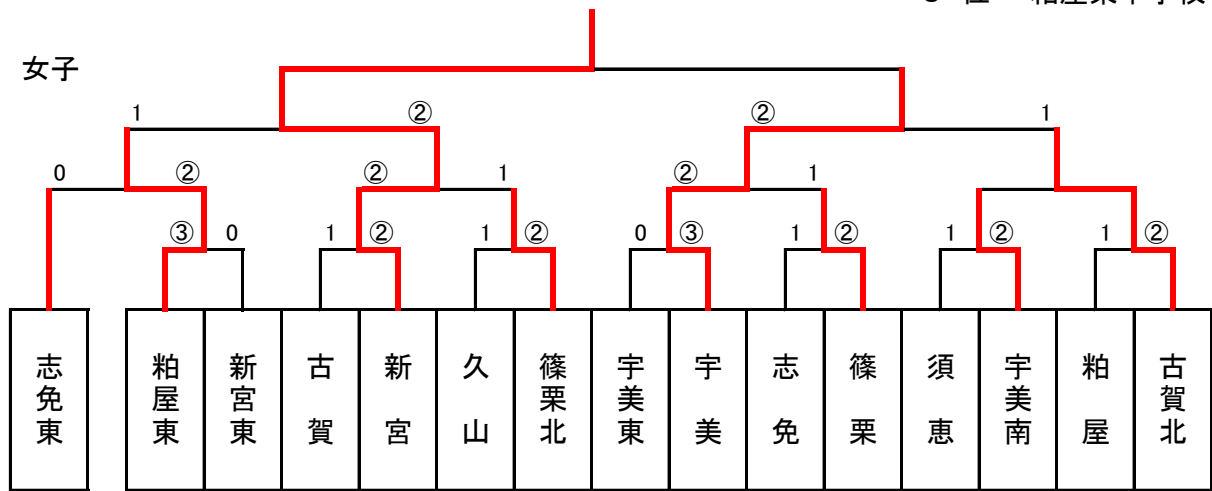 女子
1 ② ② 1
0 ② ② 1 ② 1
③ 0 1 ② 1 ② 0 ③ 1 ② 1 ② 1 ②
志免東
粕屋東
新宮東
古賀
新宮
久山
篠栗北
宇美東
宇美
志免
篠栗
須恵
宇美南
粕屋
古賀北